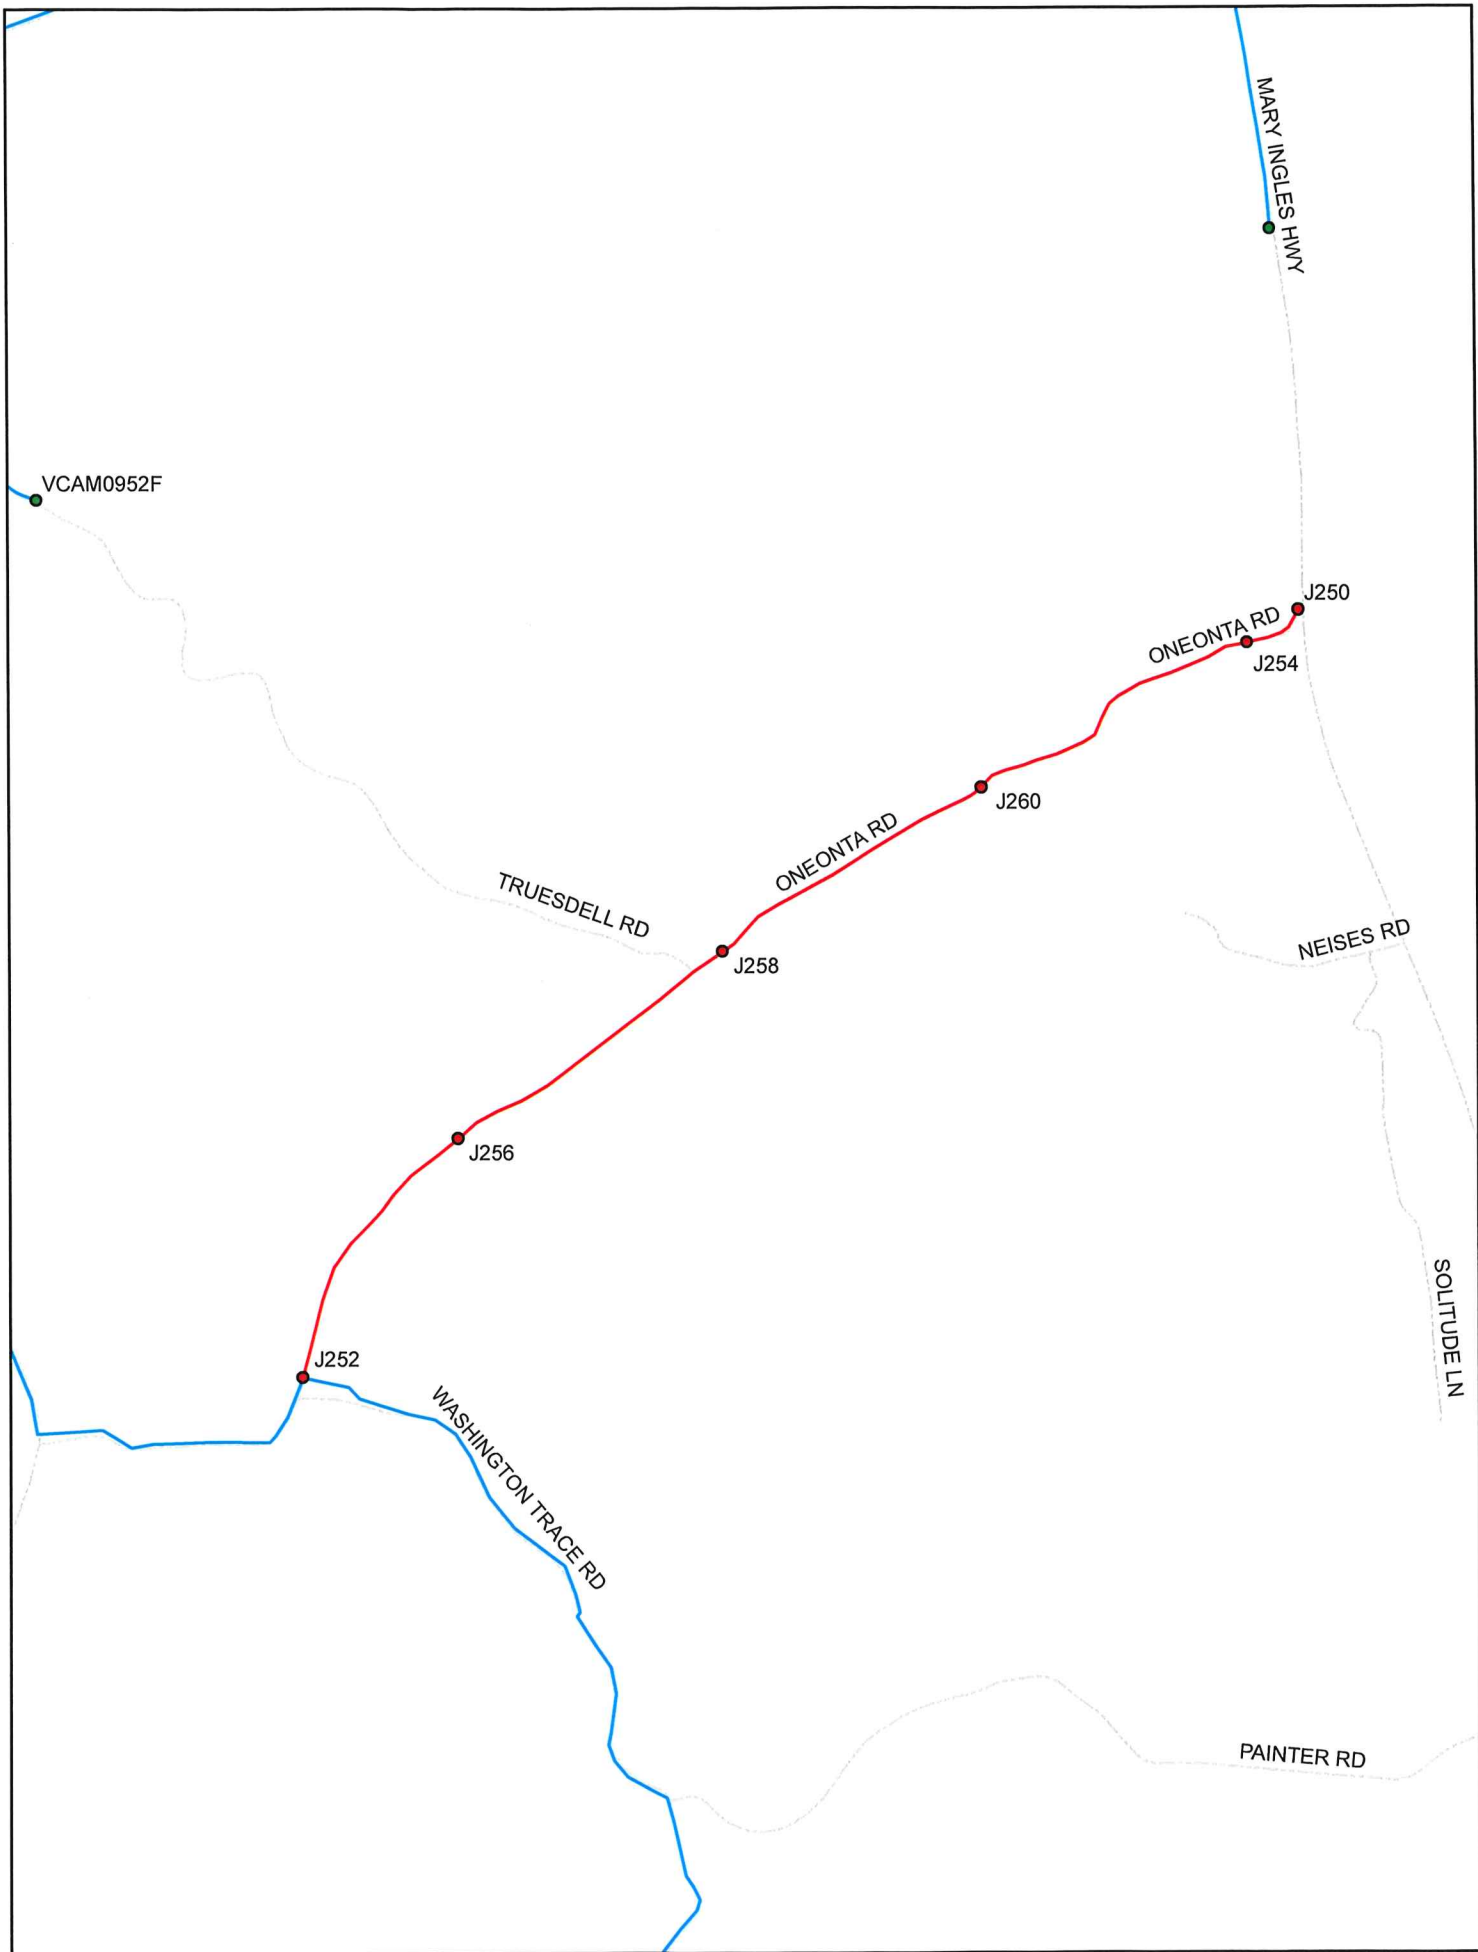 MARY INGLES HWY
VCAM0952F
J250
ONEONTA RD
J254
J260
ONEONTA RD
TRUESDELL RD
NEISES RD
J258
J256
SOLITUDE LN
J252
WASHINGTON TRACE RD
PAINTER RD